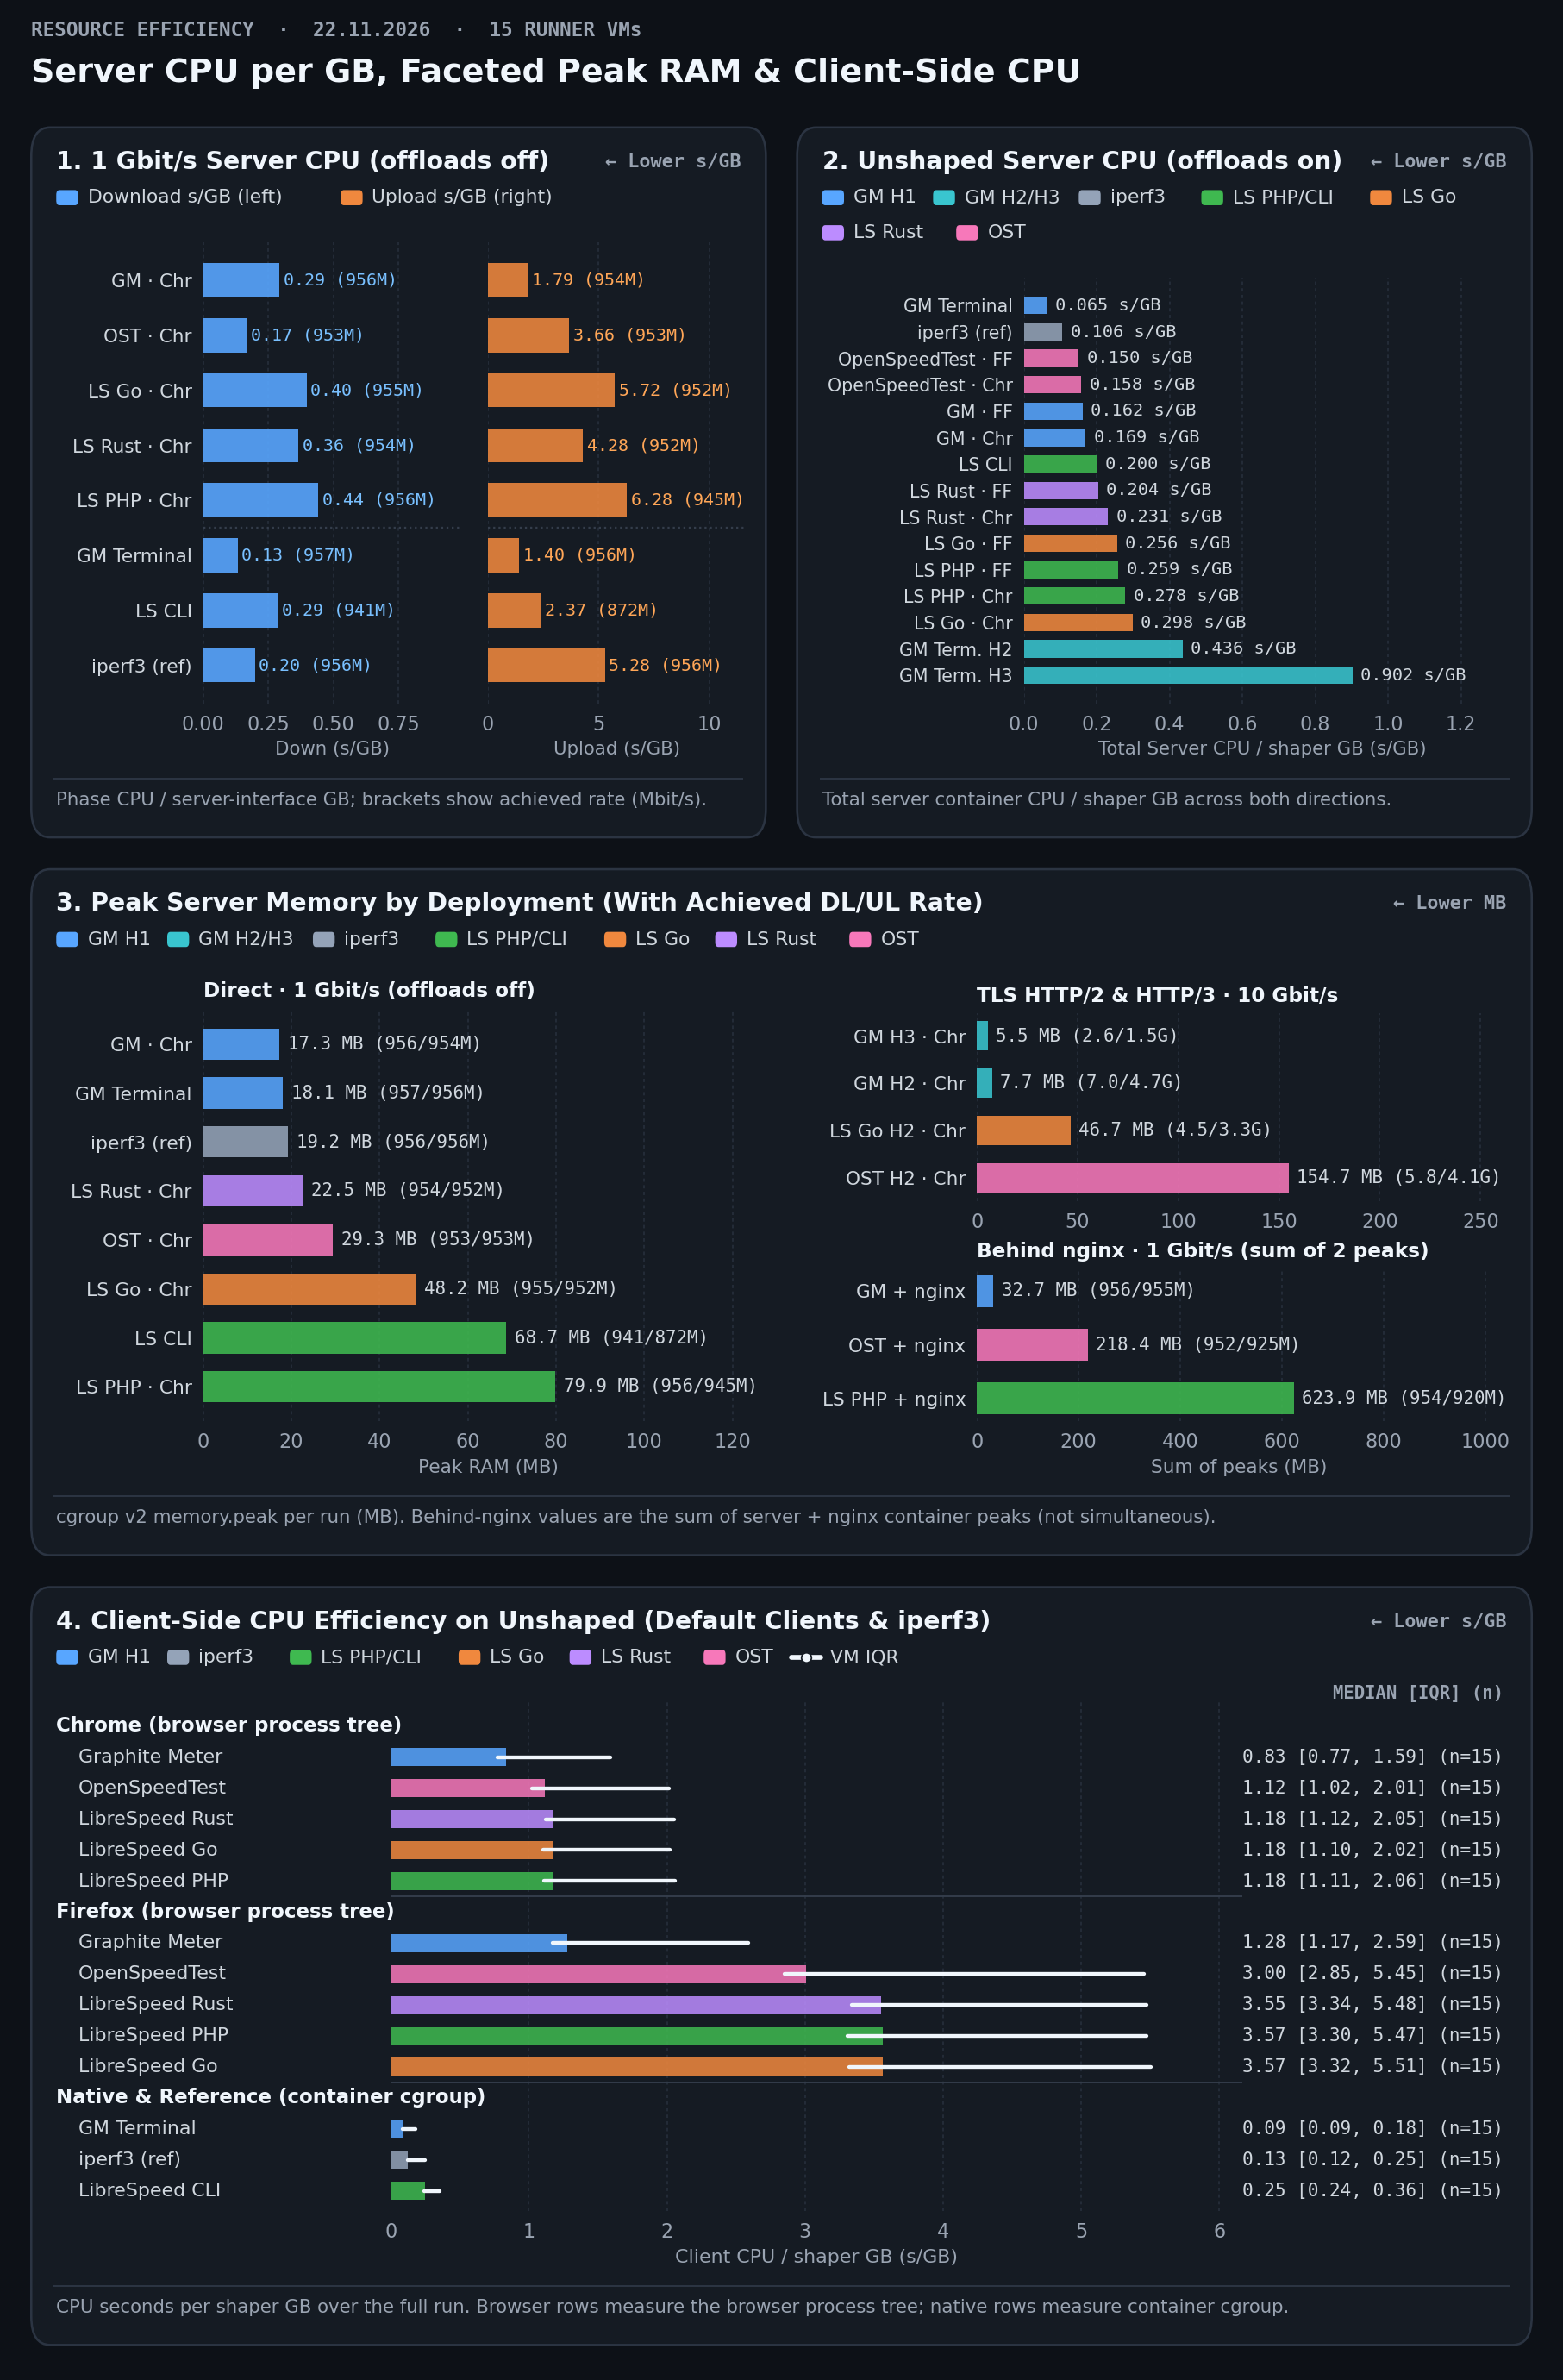 RESOURCE EFFICIENCY · 22.11.2026 · 15 RUNNER VMs
Server CPU per GB, Faceted Peak RAM & Client-Side CPU
1. 1 Gbit/s Server CPU (offloads off)
← Lower s/GB
Download s/GB (left) Upload s/GB (right)
GM · Chr 0.29 (956M) 1.79 (954M)
OST · Chr 0.17 (953M) 3.66 (953M)
LS Go · Chr 0.40 (955M) 5.72 (952M)
LS Rust · Chr 0.36 (954M) 4.28 (952M)
LS PHP · Chr 0.44 (956M) 6.28 (945M)
GM Terminal 0.13 (957M) 1.40 (956M)
LS CLI 0.29 (941M) 2.37 (872M)
iperf3 (ref) 0.20 (956M) 5.28 (956M)
0.00 0.25 0.50 0.75 0 5 10
Down (s/GB) Upload (s/GB)
Phase CPU / server-interface GB; brackets show achieved rate (Mbit/s).
2. Unshaped Server CPU (offloads on)
← Lower s/GB
GM H1 GM H2/H3 iperf3 LS PHP/CLI LS Go
LS Rust OST
GM Terminal 0.065 s/GB
iperf3 (ref) 0.106 s/GB
OpenSpeedTest · FF 0.150 s/GB
OpenSpeedTest · Chr 0.158 s/GB
GM · FF 0.162 s/GB
GM · Chr 0.169 s/GB
LS CLI 0.200 s/GB
LS Rust · FF 0.204 s/GB
LS Rust · Chr 0.231 s/GB
LS Go · FF 0.256 s/GB
LS PHP · FF 0.259 s/GB
LS PHP · Chr 0.278 s/GB
LS Go · Chr 0.298 s/GB
GM Term. H2 0.436 s/GB
GM Term. H3 0.902 s/GB
0.0 0.2 0.4 0.6 0.8 1.0 1.2
Total Server CPU / shaper GB (s/GB)
Total server container CPU / shaper GB across both directions.
3. Peak Server Memory by Deployment (With Achieved DL/UL Rate)
← Lower MB
GM H1 GM H2/H3 iperf3 LS PHP/CLI LS Go LS Rust OST
Direct · 1 Gbit/s (offloads off)
GM · Chr 17.3 MB (956/954M)
GM Terminal 18.1 MB (957/956M)
iperf3 (ref) 19.2 MB (956/956M)
LS Rust · Chr 22.5 MB (954/952M)
OST · Chr 29.3 MB (953/953M)
LS Go · Chr 48.2 MB (955/952M)
LS CLI 68.7 MB (941/872M)
LS PHP · Chr 79.9 MB (956/945M)
0 20 40 60 80 100 120
Peak RAM (MB)
TLS HTTP/2 & HTTP/3 · 10 Gbit/s
GM H3 · Chr 5.5 MB (2.6/1.5G)
GM H2 · Chr 7.7 MB (7.0/4.7G)
LS Go H2 · Chr 46.7 MB (4.5/3.3G)
OST H2 · Chr 154.7 MB (5.8/4.1G)
0 50 100 150 200 250
Behind nginx · 1 Gbit/s (sum of 2 peaks)
GM + nginx 32.7 MB (956/955M)
OST + nginx 218.4 MB (952/925M)
LS PHP + nginx 623.9 MB (954/920M)
0 200 400 600 800 1000
Sum of peaks (MB)
cgroup v2 memory.peak per run (MB). Behind-nginx values are the sum of server + nginx container peaks (not simultaneous).
4. Client-Side CPU Efficiency on Unshaped (Default Clients & iperf3)
← Lower s/GB
GM H1 iperf3 LS PHP/CLI LS Go LS Rust OST VM IQR
MEDIAN [IQR] (n)
Chrome (browser process tree)
Graphite Meter 0.83 [0.77, 1.59] (n=15)
OpenSpeedTest 1.12 [1.02, 2.01] (n=15)
LibreSpeed Rust 1.18 [1.12, 2.05] (n=15)
LibreSpeed Go 1.18 [1.10, 2.02] (n=15)
LibreSpeed PHP 1.18 [1.11, 2.06] (n=15)
Firefox (browser process tree)
Graphite Meter 1.28 [1.17, 2.59] (n=15)
OpenSpeedTest 3.00 [2.85, 5.45] (n=15)
LibreSpeed Rust 3.55 [3.34, 5.48] (n=15)
LibreSpeed PHP 3.57 [3.30, 5.47] (n=15)
LibreSpeed Go 3.57 [3.32, 5.51] (n=15)
Native & Reference (container cgroup)
GM Terminal 0.09 [0.09, 0.18] (n=15)
iperf3 (ref) 0.13 [0.12, 0.25] (n=15)
LibreSpeed CLI 0.25 [0.24, 0.36] (n=15)
0 1 2 3 4 5 6
Client CPU / shaper GB (s/GB)
CPU seconds per shaper GB over the full run. Browser rows measure the browser process tree; native rows measure container cgroup.